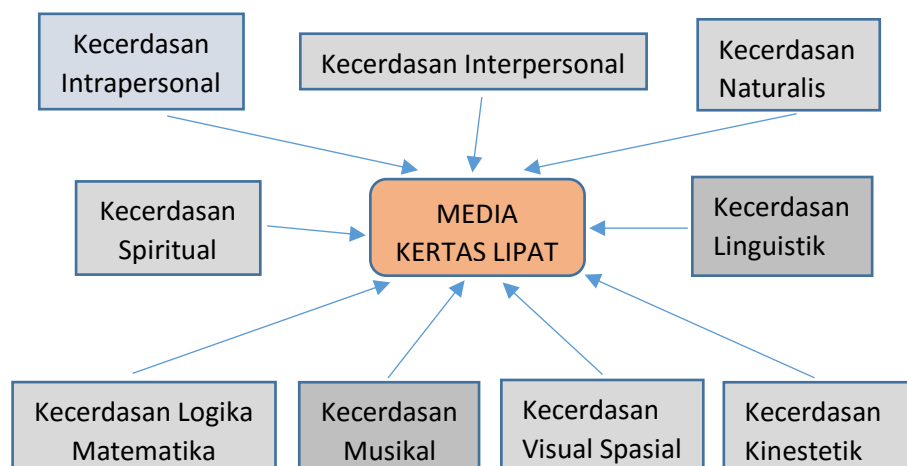 Kecerdasan
Intrapersonal
Kecerdasan Interpersonal
Kecerdasan
Naturalis
Kecerdasan
Spiritual
MEDIA
KERTAS LIPAT
Kecerdasan
Linguistik
Kecerdasan Logika
Matematika
Kecerdasan
Musikal
Kecerdasan
Visual Spasial
Kecerdasan
Kinestetik